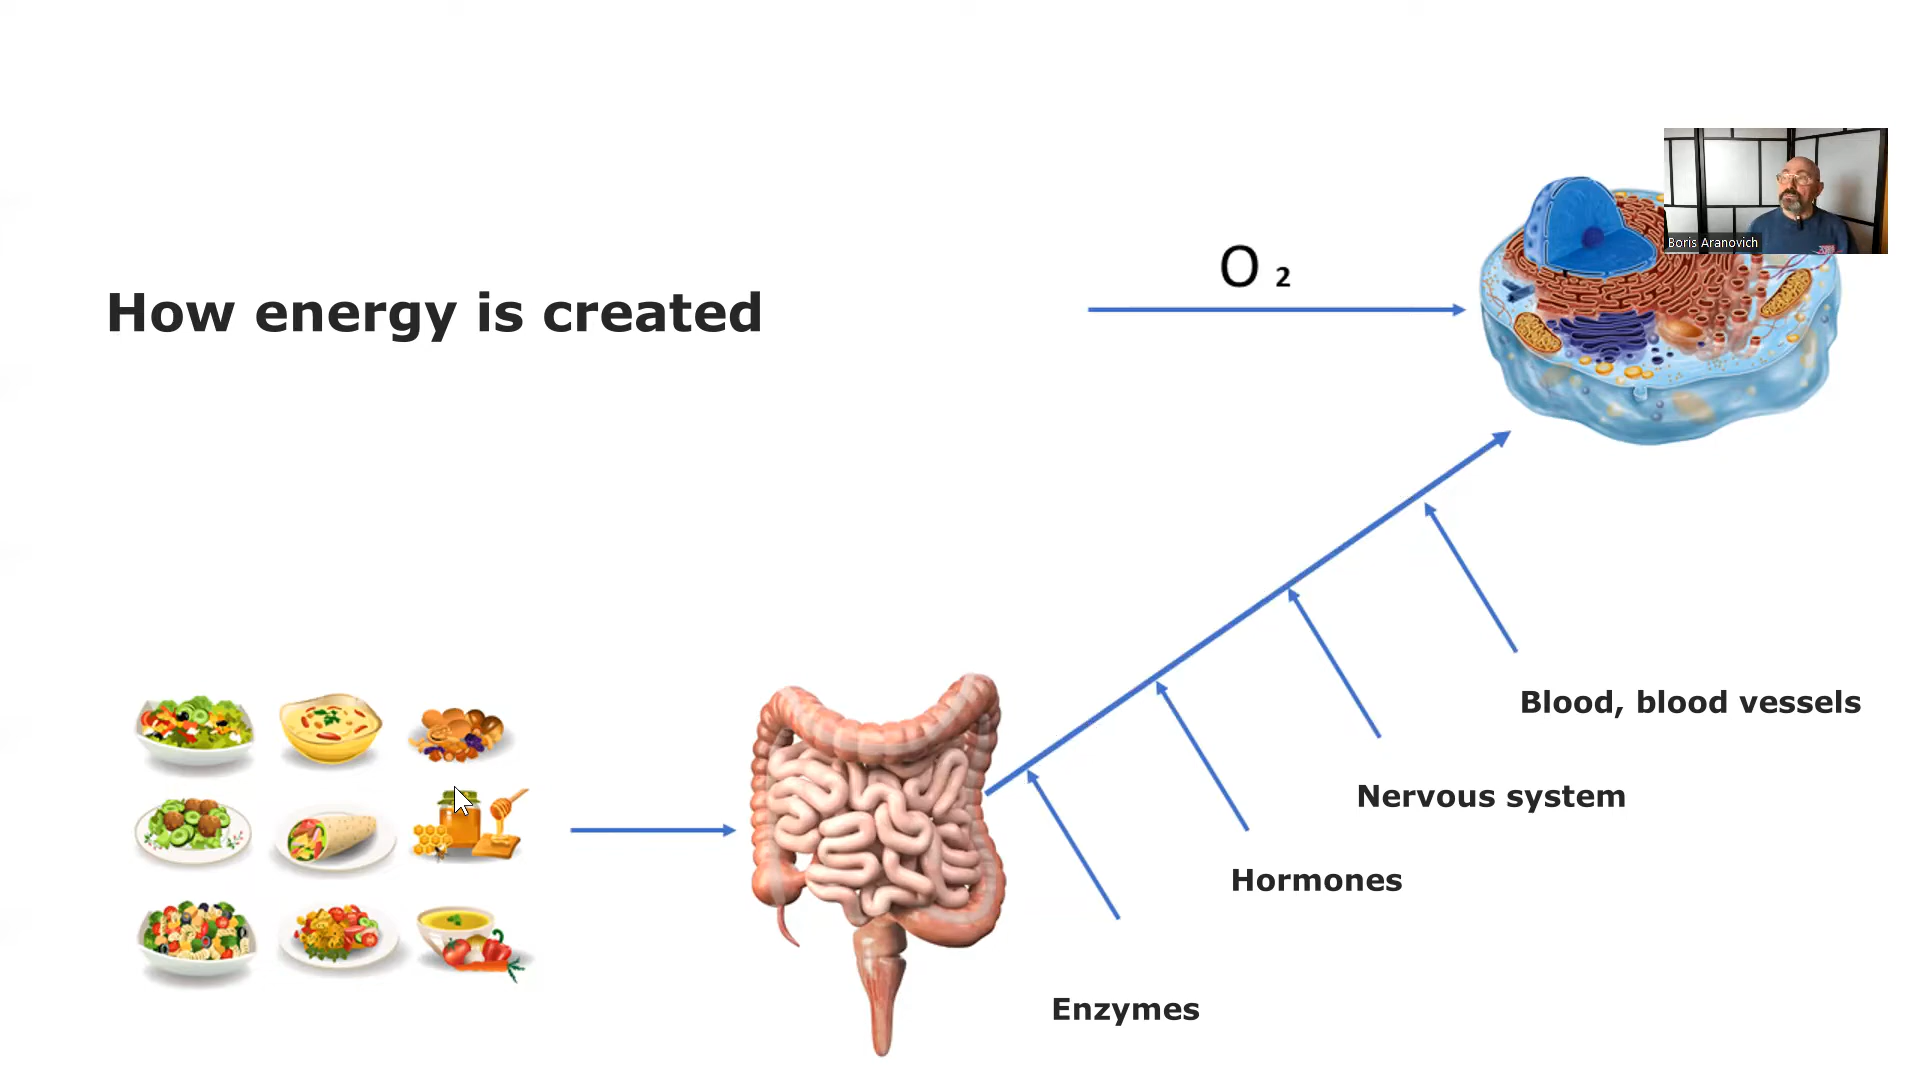 Boris Aranovich
O 2
How energy is created
Blood, blood vessels
Nervous system
Hormones
Enzymes